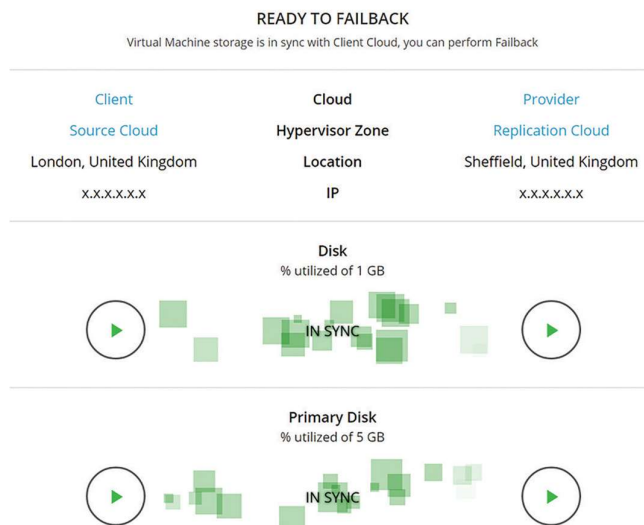 READY TO FAILBACK
Virtual Machine storage is in sync with Client Cloud, you can perform Failback
Client Cloud Provider
Source Cloud Hypervisor Zone Replication Cloud
London, United Kingdom Location Sheffield, United Kingdom
x.x.x.x.x.x IP x.x.x.x.x.x
Disk
% utilized of 1 GB
IN SYNC
Primary Disk
% utilized of 5 GB
IN SYNC